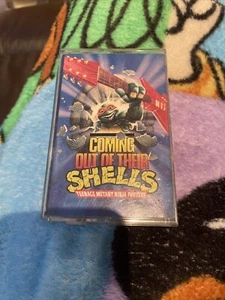 COMING
OUT OF THEIR
SHELLS
TEENAGE MUTANT NINJA TURTLES